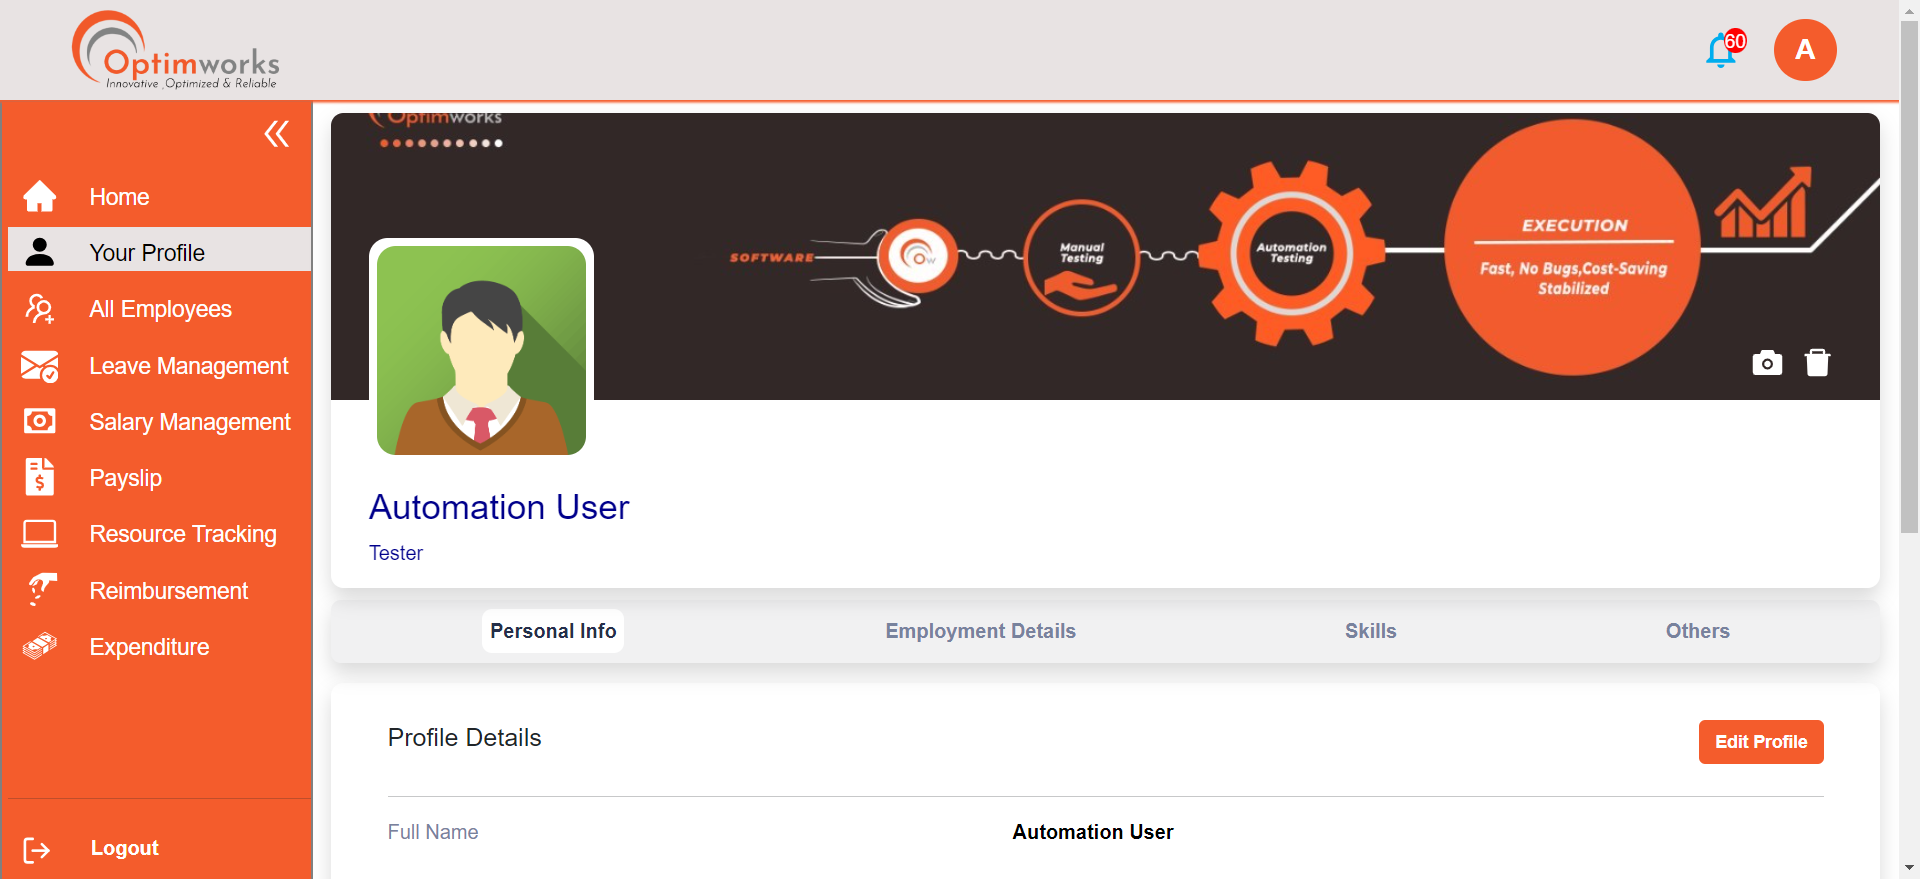 Optimworks
Innovative ,Optimized & Reliable
60
A
Home
Your Profile
All Employees
Leave Management
Salary Management
Payslip
Resource Tracking
Reimbursement
Expenditure
Logout
Optimworks
SOFTWARE
OW
Manual
Testing
Automation
Testing
EXECUTION
Fast, No Bugs,Cost-Saving
Stabilized
Automation User
Tester
Personal Info
Employment Details
Skills
Others
Profile Details
Edit Profile
Full Name
Automation User